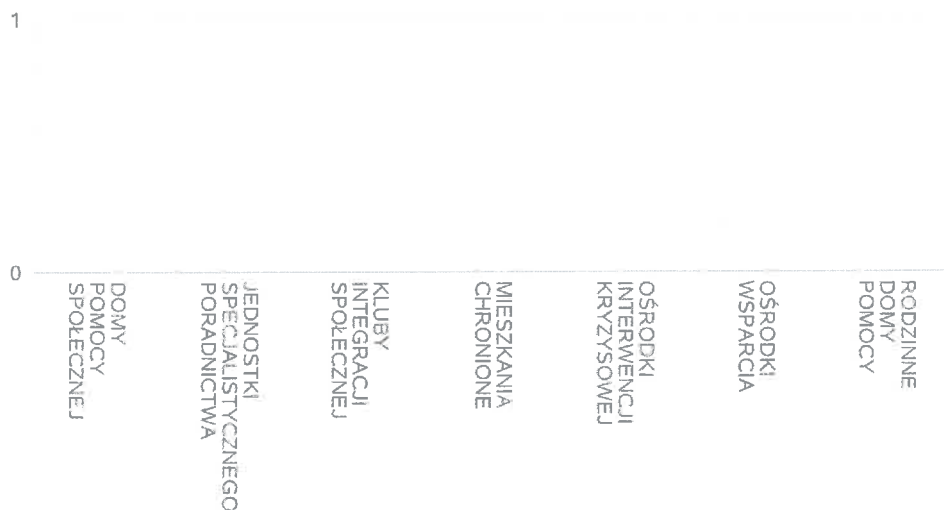 1
0
DOMY
POMOCY
SPOŁECZNEJ
JEDNOSTKI
SPECJALISTYCZNEGO
PORADNICTWA
KLUBY
INTEGRACJI
SPOŁECZNEJ
MIESZKANIA
CHRONIONE
OŚRODKI
INTERWENCJI
KRYZYSOWEJ
OŚRODKI
WSPARCIA
RODZINNE
DOMY
POMOCY